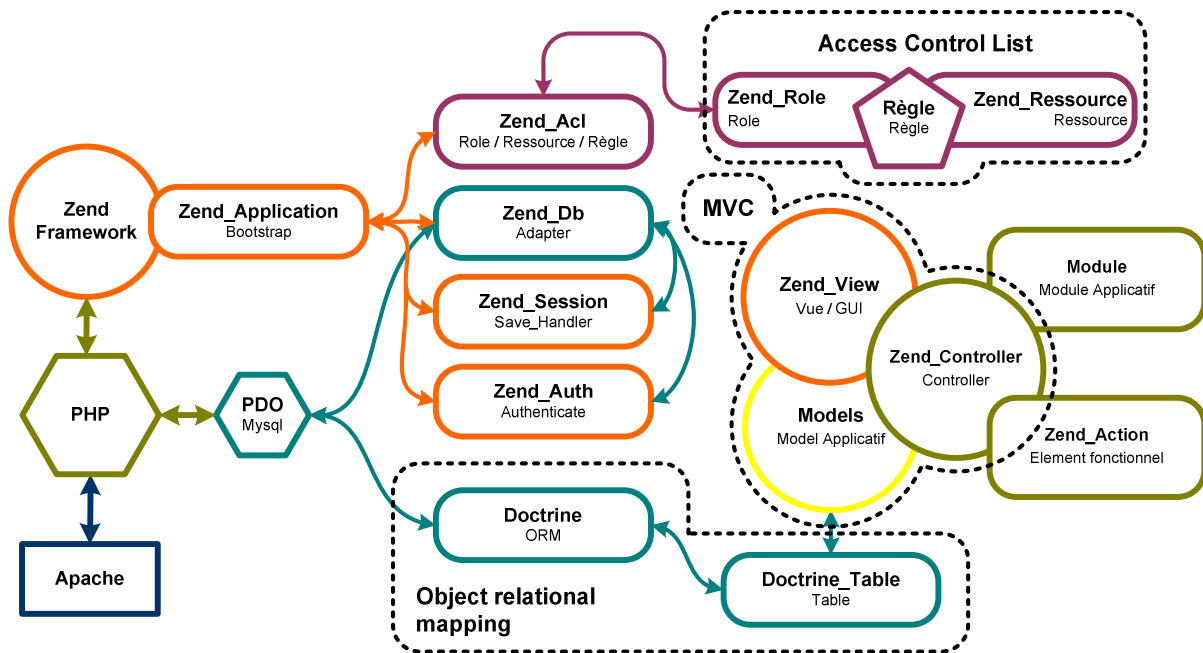 Access Control List
Zend_Role
Role
Règle
Règle
Zend_Ressource
Ressource
Zend_Acl
Role / Ressource / Règle
Zend
Framework
Zend_Application
Bootstrap
Zend_Db
Adapter
MVC
Zend_View
Vue / GUI
Module
Module Applicatif
Zend_Session
Save_Handler
Zend_Controller
Controller
PHP
PDO
Mysql
Zend_Auth
Authenticate
Models
Model Applicatif
Zend_Action
Element fonctionnel
Doctrine
ORM
Apache
Object relational
mapping
Doctrine_Table
Table